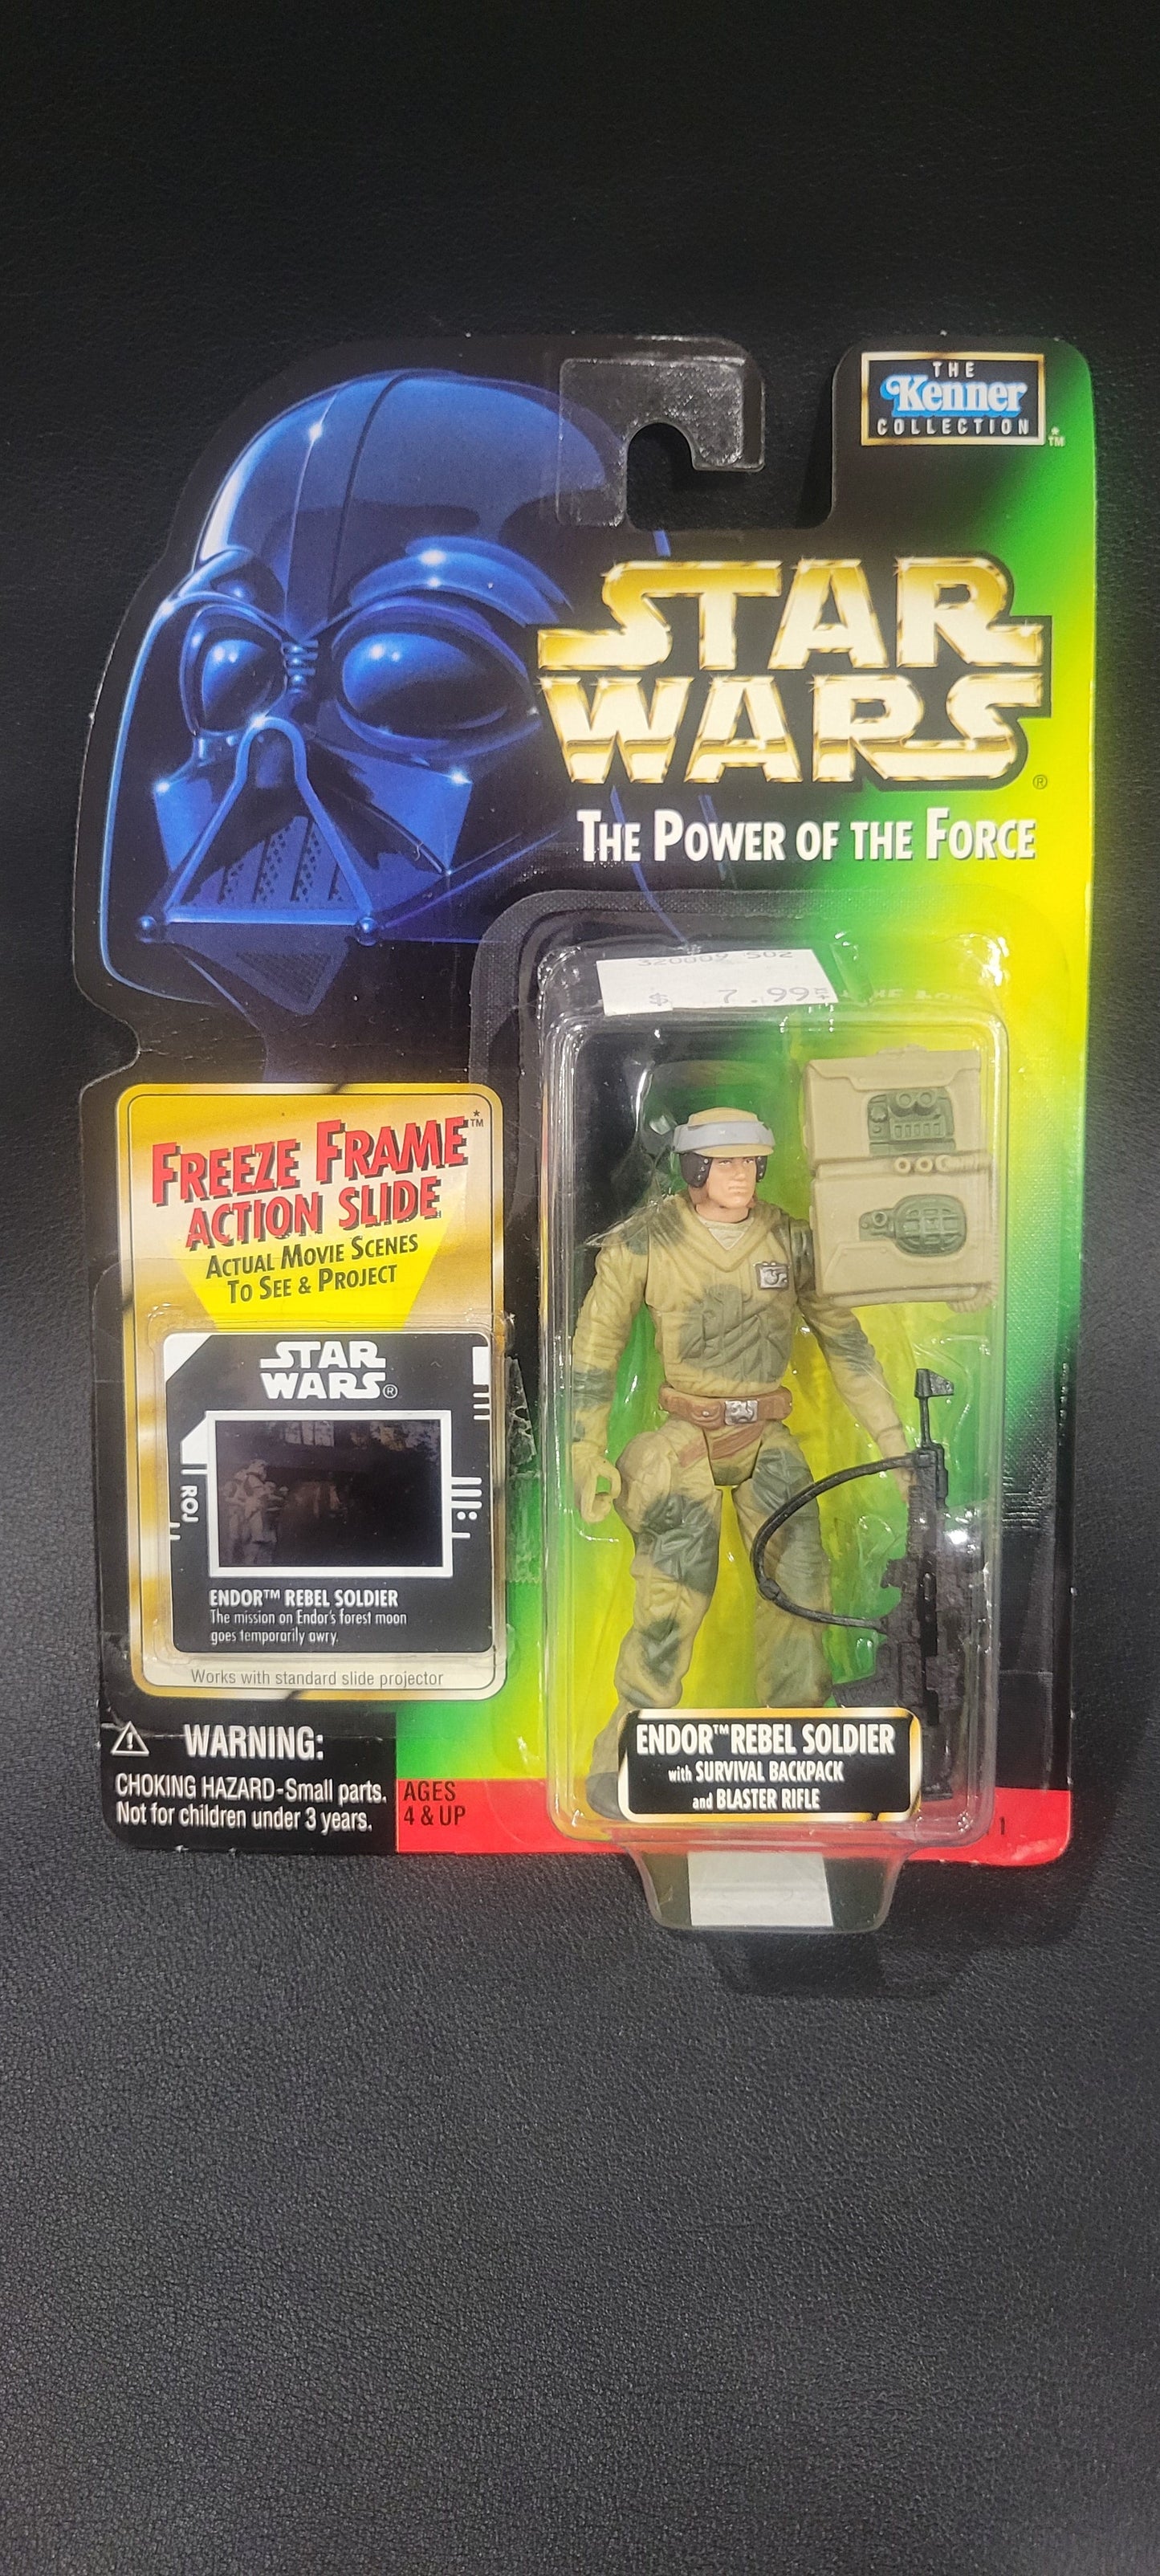 THE
Kenner
COLLECTION
™
STAR
WARS
®
THE POWER OF THE FORCE
$ 7.99
FREEZE FRAME™
ACTION SLIDE
ACTUAL MOVIE SCENES
TO SEE & PROJECT
STAR
WARS®
ROJ
ENDOR™ REBEL SOLDIER
The mission on Endor's forest moon
goes temporarily awry.
Works with standard slide projector
WARNING:
CHOKING HAZARD-Small parts.
Not for children under 3 years.
AGES
4 & UP
ENDOR™ REBEL SOLDIER
with SURVIVAL BACKPACK
and BLASTER RIFLE